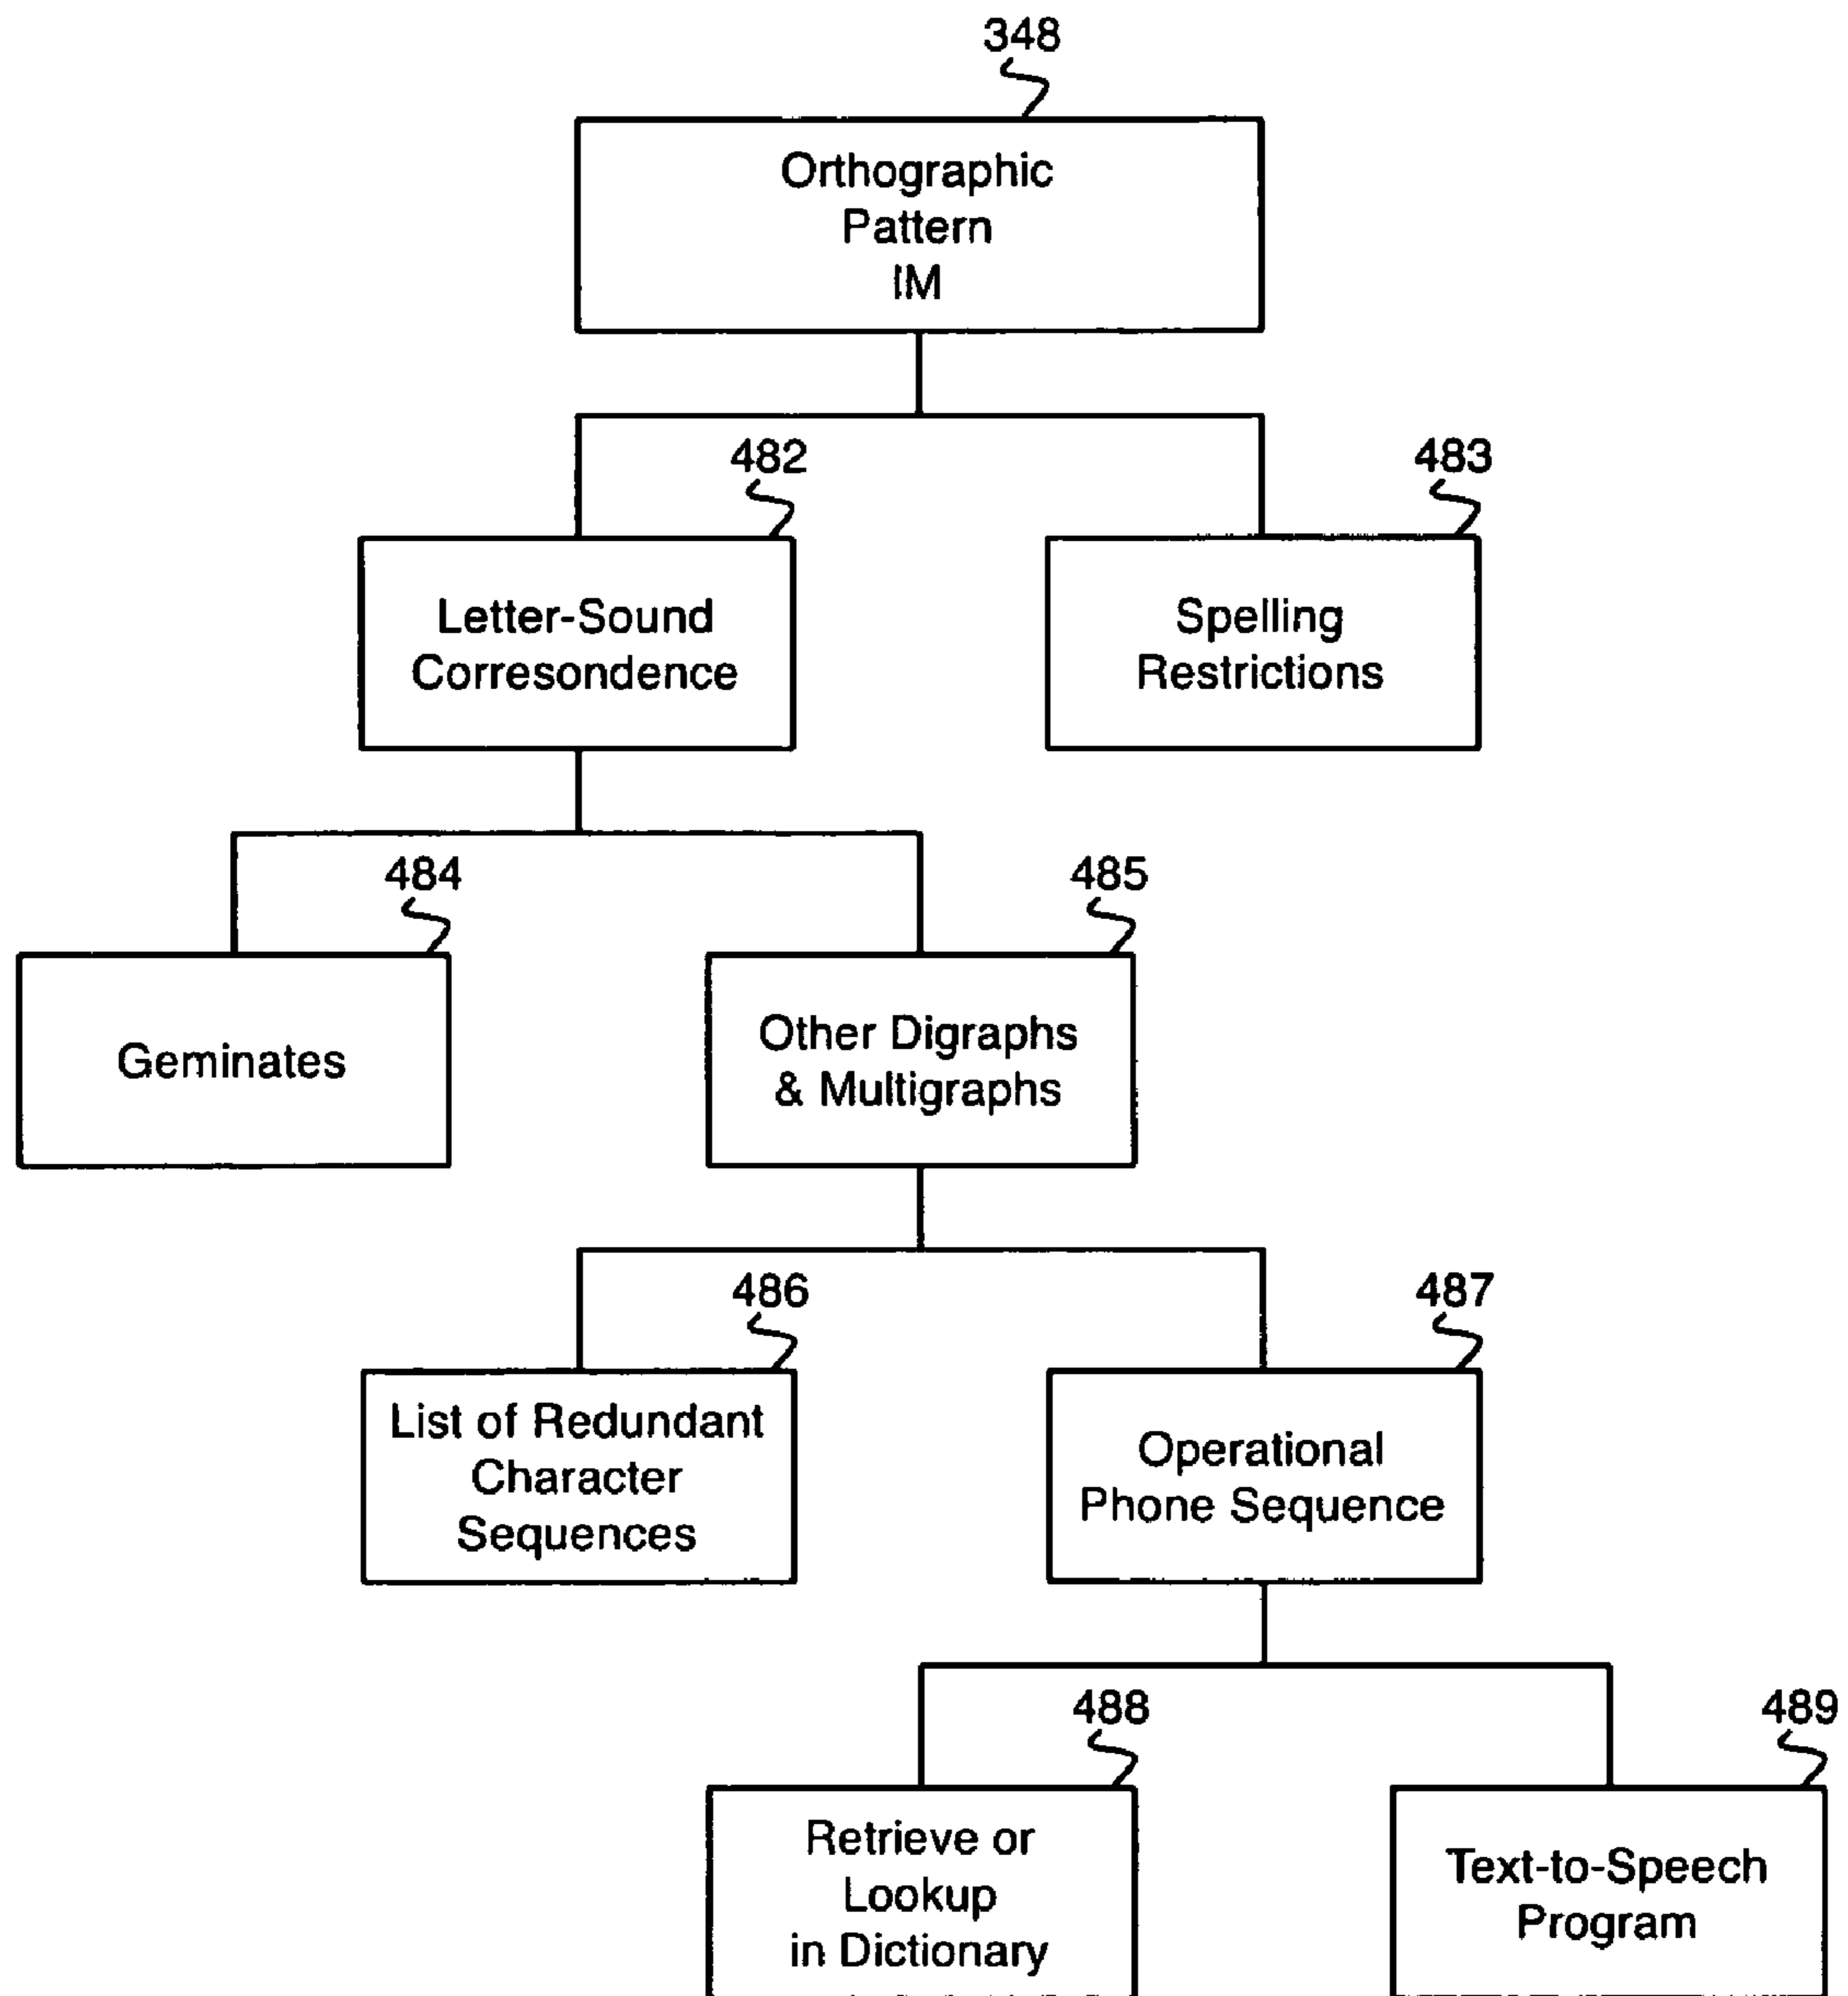 348
Orthographic
Pattern
IM
482
483
Letter-Sound
Corresondence
Spelling
Restrictions
484
485
Geminates
Other Digraphs
& Multigraphs
486
487
List of Redundant
Character
Sequences
Operational
Phone Sequence
488
489
Retrieve or
Lookup
in Dictionary
Text-to-Speech
Program